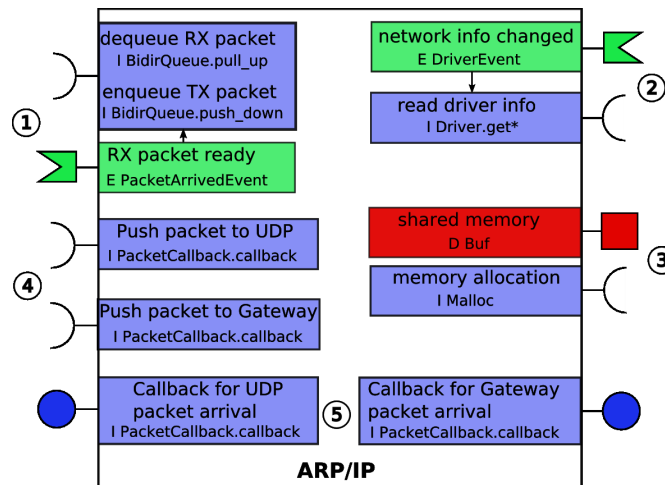 dequeue RX packet
I BidirQueue.pull_up
enqueue TX packet
I BidirQueue.push_down
1
RX packet ready
E PacketArrivedEvent
network info changed
E DriverEvent
2
read driver info
I Driver.get*
Push packet to UDP
I PacketCallback.callback
4
Push packet to Gateway
I PacketCallback.callback
shared memory
D Buf
3
memory allocation
I Malloc
Callback for UDP
packet arrival
I PacketCallback.callback
5
Callback for Gateway
packet arrival
I PacketCallback.callback
ARP/IP